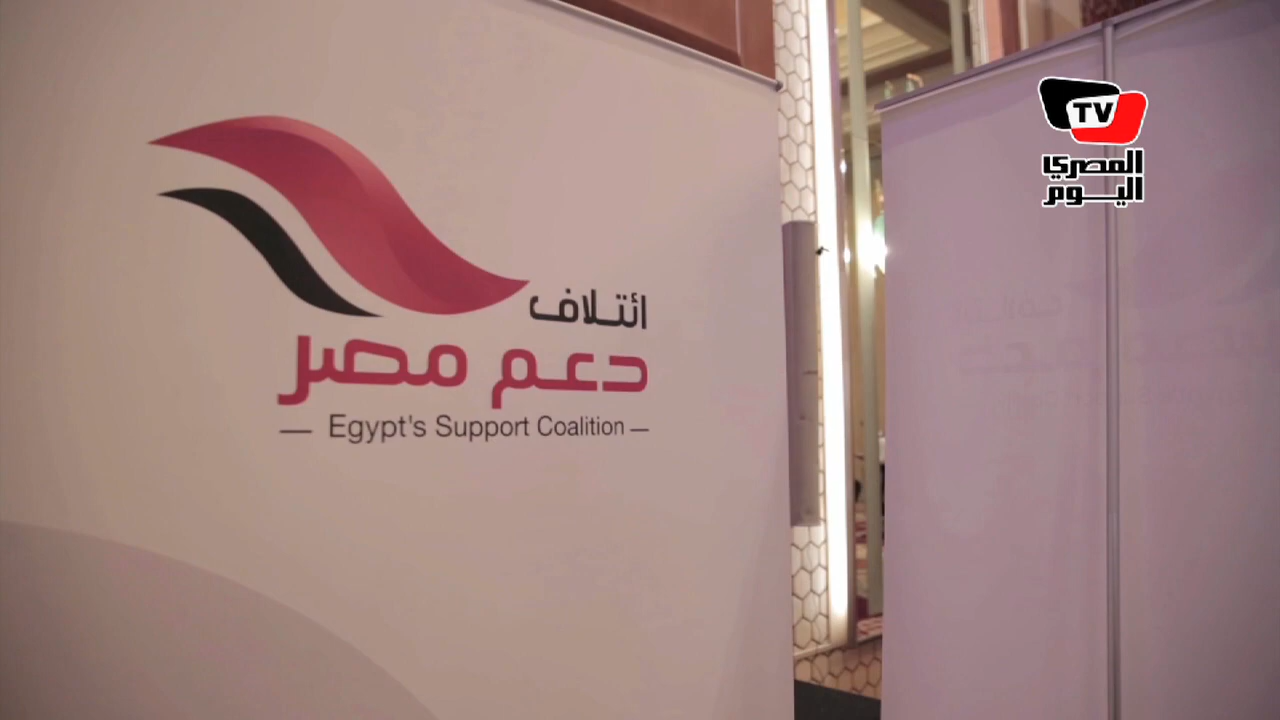 ائتلاف
دعم مصر
— Egypt's Support Coalition —
TV
المصري
اليوم